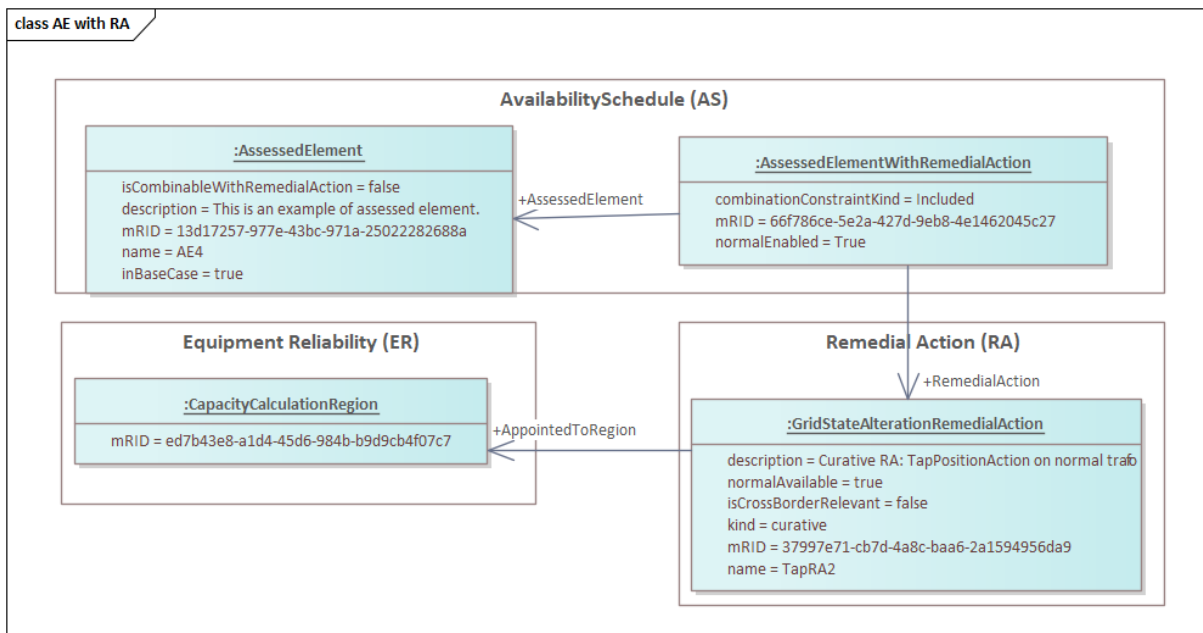 class AE with RA
AvailabilitySchedule (AS)
:AssessedElement
isCombinableWithRemedialAction = false
description = This is an example of assessed element.
mRID = 13d17257-977e-43bc-971a-25022282688a
name = AE4
inBaseCase = true
+AssessedElement
:AssessedElementWithRemedialAction
combinationConstraintKind = Included
mRID = 66f786ce-5e2a-427d-9eb8-4e1462045c27
normalEnabled = True
Equipment Reliability (ER)
:CapacityCalculationRegion
mRID = ed7b43e8-a1d4-45d6-984b-b9d9cb4f07c7
+AppointedToRegion
Remedial Action (RA)
+RemedialAction
:GridStateAlterationRemedialAction
description = Curative RA: TapPositionAction on normal trafo
normalAvailable = true
isCrossBorderRelevant = false
kind = curative
mRID = 37997e71-cb7d-4a8c-baa6-2a1594956da9
name = TapRA2